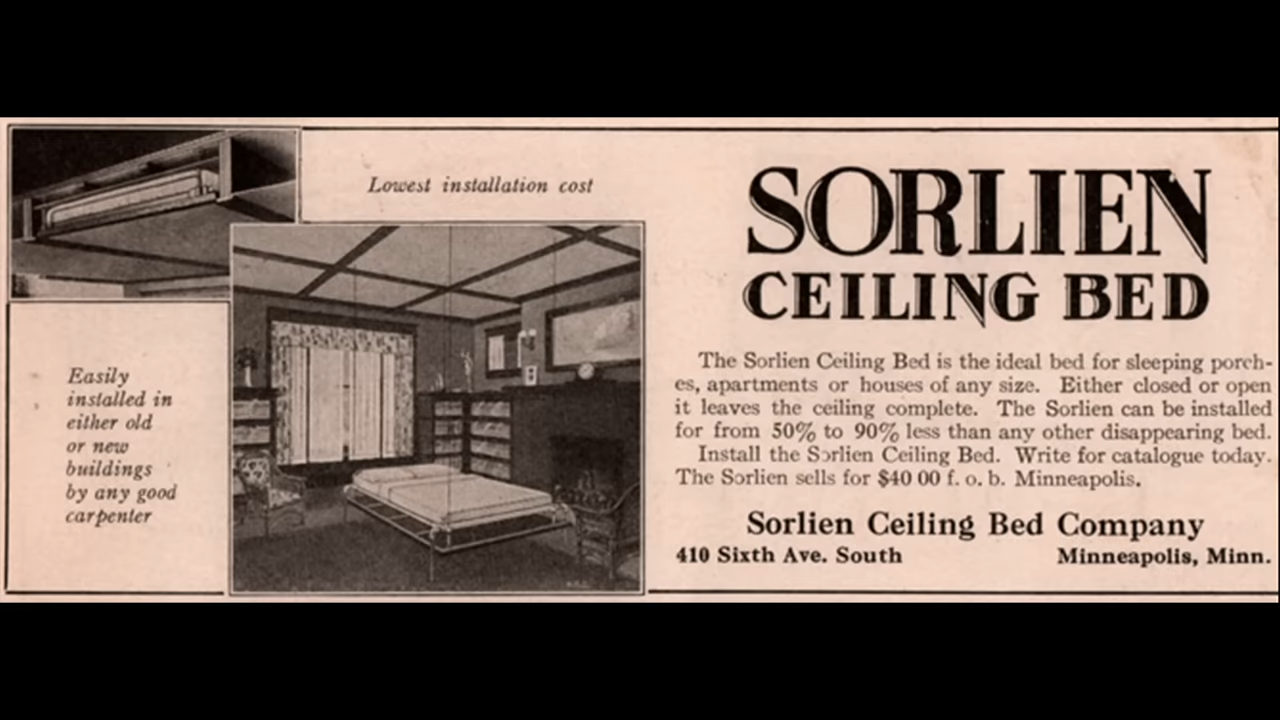 Lowest installation cost
Easily
installed in
either old
or new
buildings
by any good
carpenter
SORLIEN
CEILING BED
The Sorlien Ceiling Bed is the ideal bed for sleeping porch-
es, apartments or houses of any size. Either closed or open
it leaves the ceiling complete. The Sorlien can be installed
for from 50% to 90% less than any other disappearing bed.
Install the Sorlien Ceiling Bed. Write for catalogue today.
The Sorlien sells for $40 00 f. o. b. Minneapolis.
Sorlien Ceiling Bed Company
410 Sixth Ave. South Minneapolis, Minn.